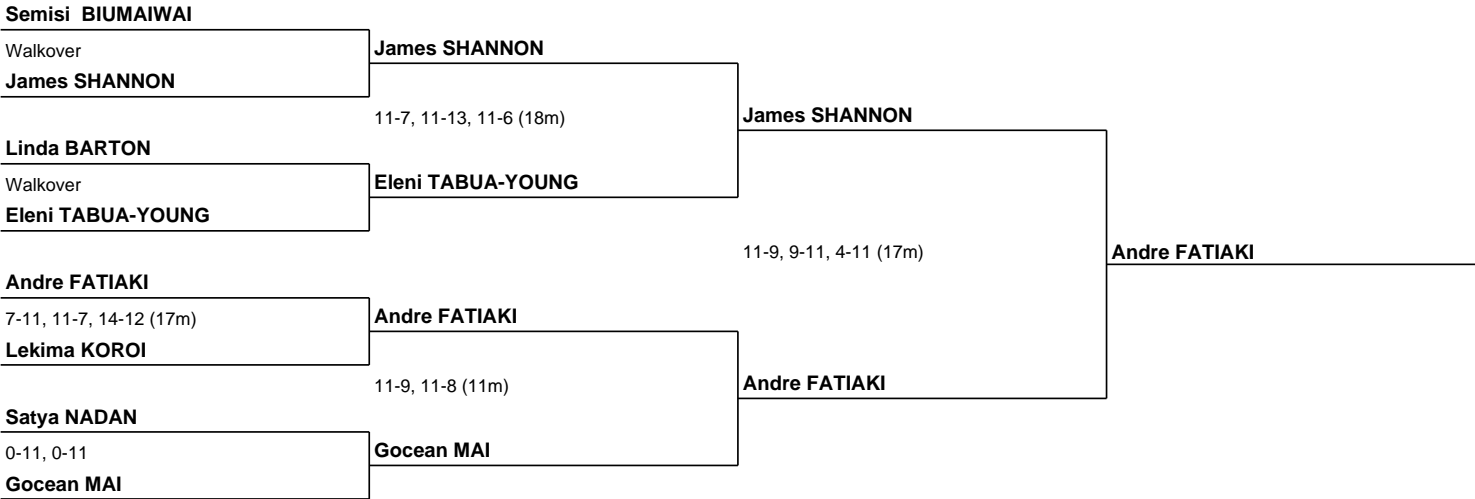 Semisi  BIUMAIWAI
Walkover
James SHANNON
James SHANNON
11-7, 11-13, 11-6 (18m)
James SHANNON
Linda BARTON
Walkover
Eleni TABUA-YOUNG
Eleni TABUA-YOUNG
11-9, 9-11, 4-11 (17m)
Andre FATIAKI
Andre FATIAKI
7-11, 11-7, 14-12 (17m)
Andre FATIAKI
Lekima KOROI
11-9, 11-8 (11m)
Andre FATIAKI
Satya NADAN
0-11, 0-11
Gocean MAI
Gocean MAI